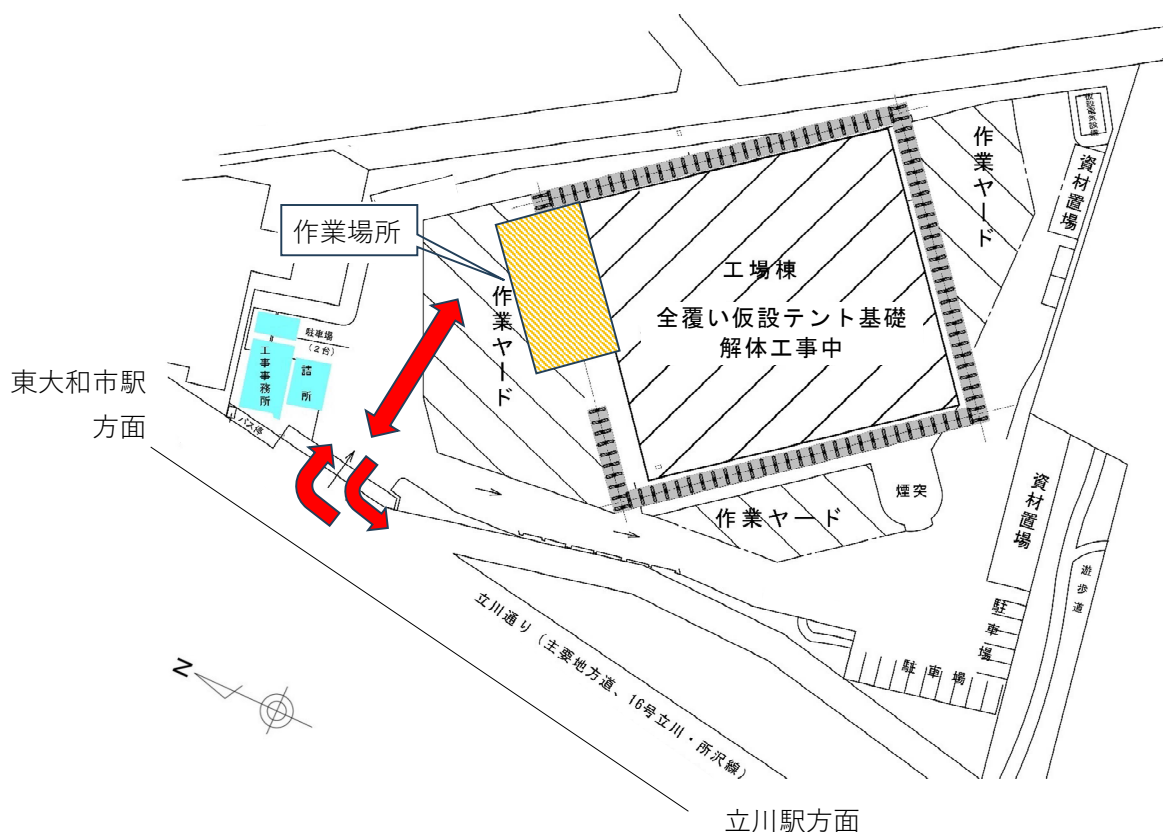 作業ヤード
資材置場
作業場所
工場棟
全覆い仮設テント基礎
解体工事中
作業ヤード
駐車場
(2台)
工事事務所
詰所
バス停
東大和市駅
方面
煙突
作業ヤード
資材置場
遊歩道
駐車場
駐車場
立川通り(主要地方道、16号立川・所沢線)
N
立川駅方面